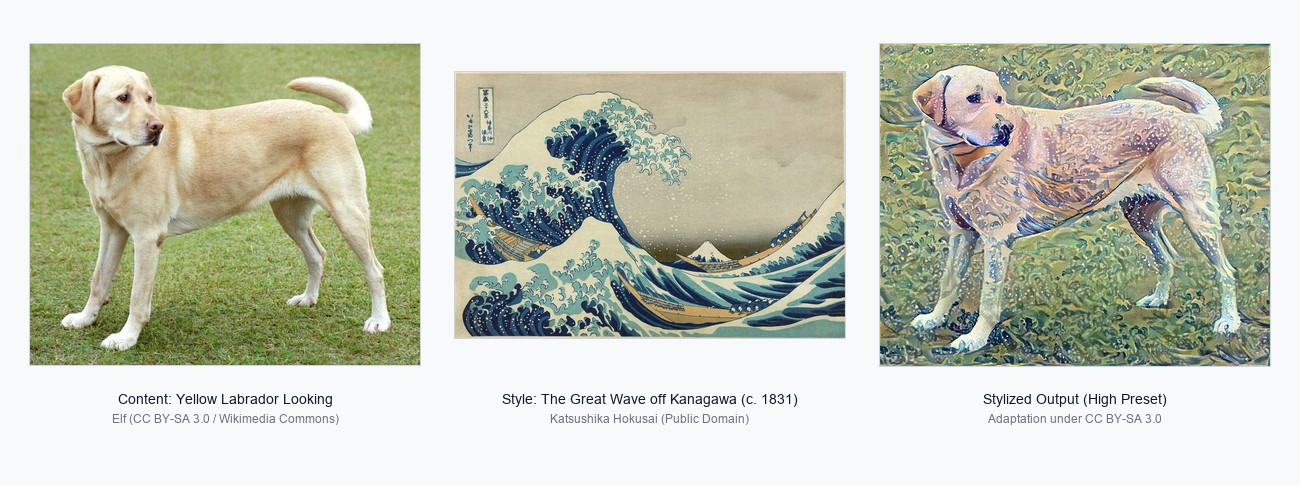 Content: Yellow Labrador Looking
Elf (CC BY-SA 3.0 / Wikimedia Commons)
Style: The Great Wave off Kanagawa (c. 1831)
Katsushika Hokusai (Public Domain)
Stylized Output (High Preset)
Adaptation under CC BY-SA 3.0